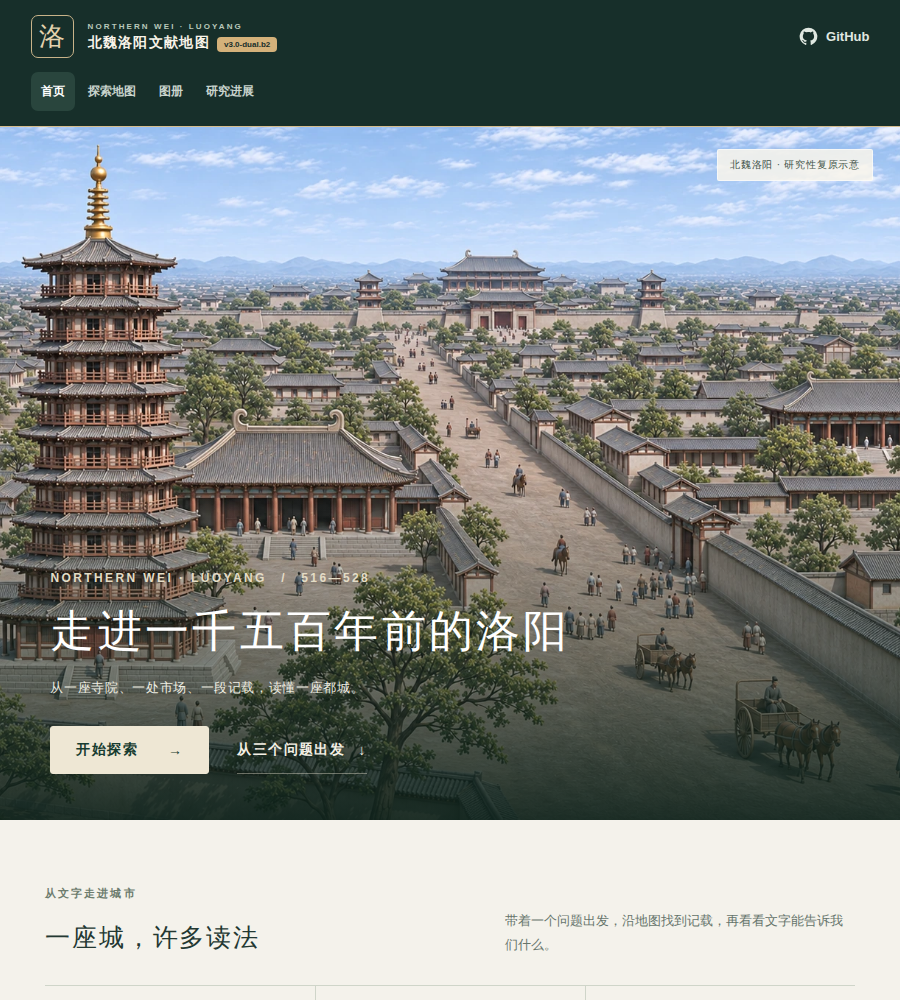 洛
NORTHERN WEI · LUOYANG
北魏洛阳文献地图 v3.0-dual.b2
GitHub
首页 探索地图 图册 研究进展
北魏洛阳 · 研究性复原示意
NORTHERN WEI · LUOYANG / 516—528
走进一千五百年前的洛阳
从一座寺院、一处市场、一段记载，读懂一座都城。
开始探索 →
从三个问题出发 ↓
从文字走进城市
一座城，许多读法
带着一个问题出发，沿地图找到记载，再看看文字能告诉我
们什么。